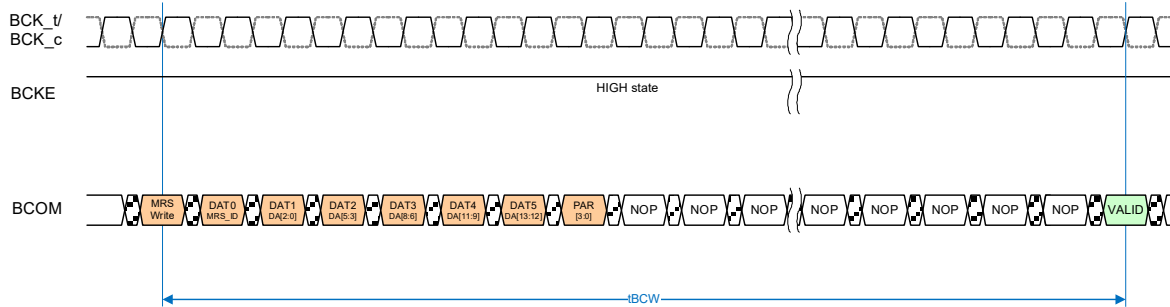 BCK_t/
BCK_c
BCKE
HIGH state
BCOM
MRS
Write
DAT0
MRS_ID
DAT1
DA[2:0]
DAT2
DA[5:3]
DAT3
DA[8:6]
DAT4
DA[11:9]
DAT5
DA[13:12]
PAR
[3:0]
NOP
NOP
NOP
NOP
NOP
NOP
NOP
NOP
VALID
tBCW